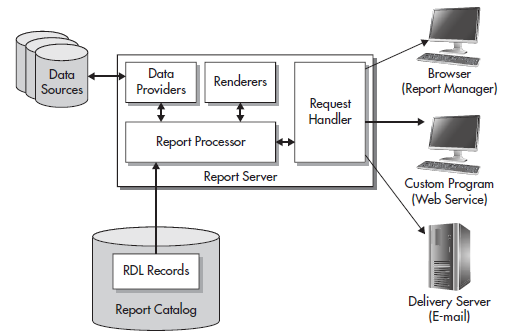 Data
Sources
Data
Providers
Renderers
Request
Handler
Report Processor
Report Server
RDL Records
Report Catalog
Browser
(Report Manager)
Custom Program
(Web Service)
Delivery Server
(E-mail)